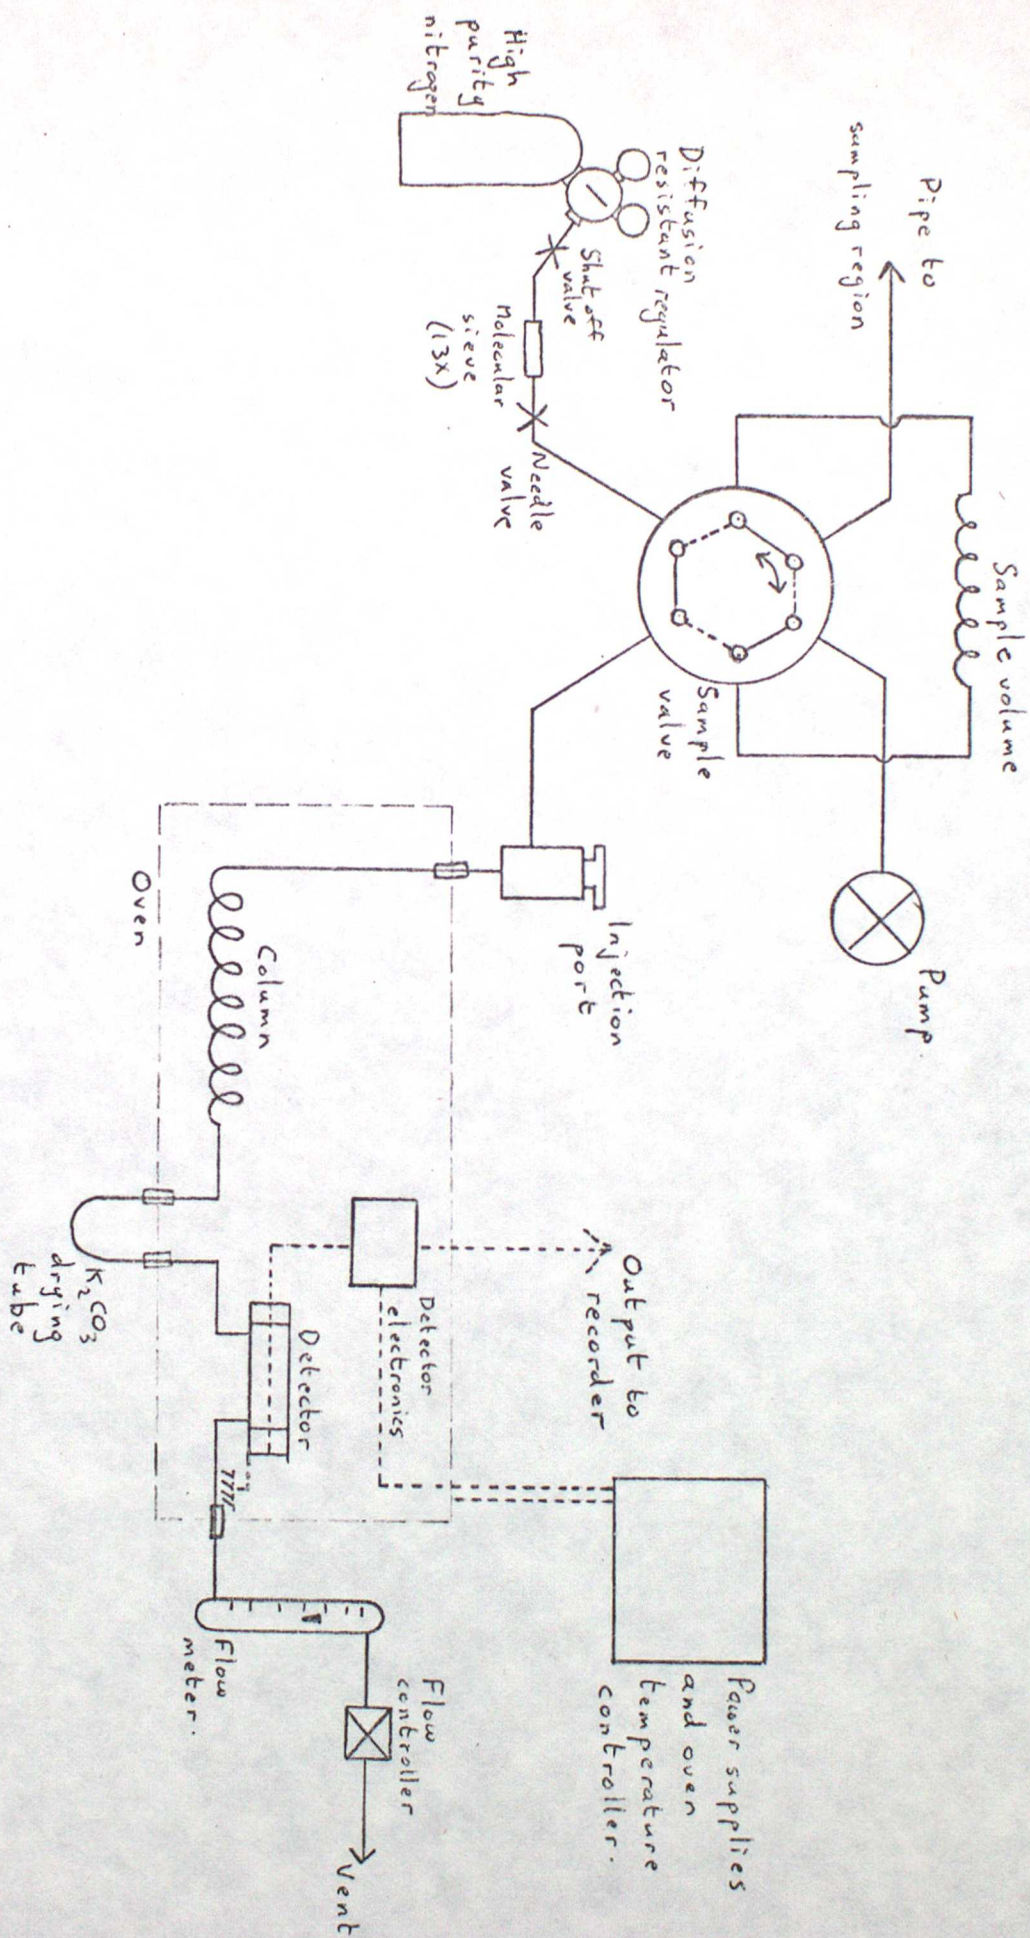 Pipe to
sampling region
Sample volume
Pump.
Diffusion
resistant regulator
High
purity
nitrogen
Shut off
valve
Molecular
sieve
(13X)
Needle
valve
Sample
valve
Injection
port
Oven
Column
K₂CO₃
drying
tube
Detector
Detector
electronics
Output to
recorder
Power supplies
and oven
temperature
controller.
Flow
meter.
Flow
controller
Vent